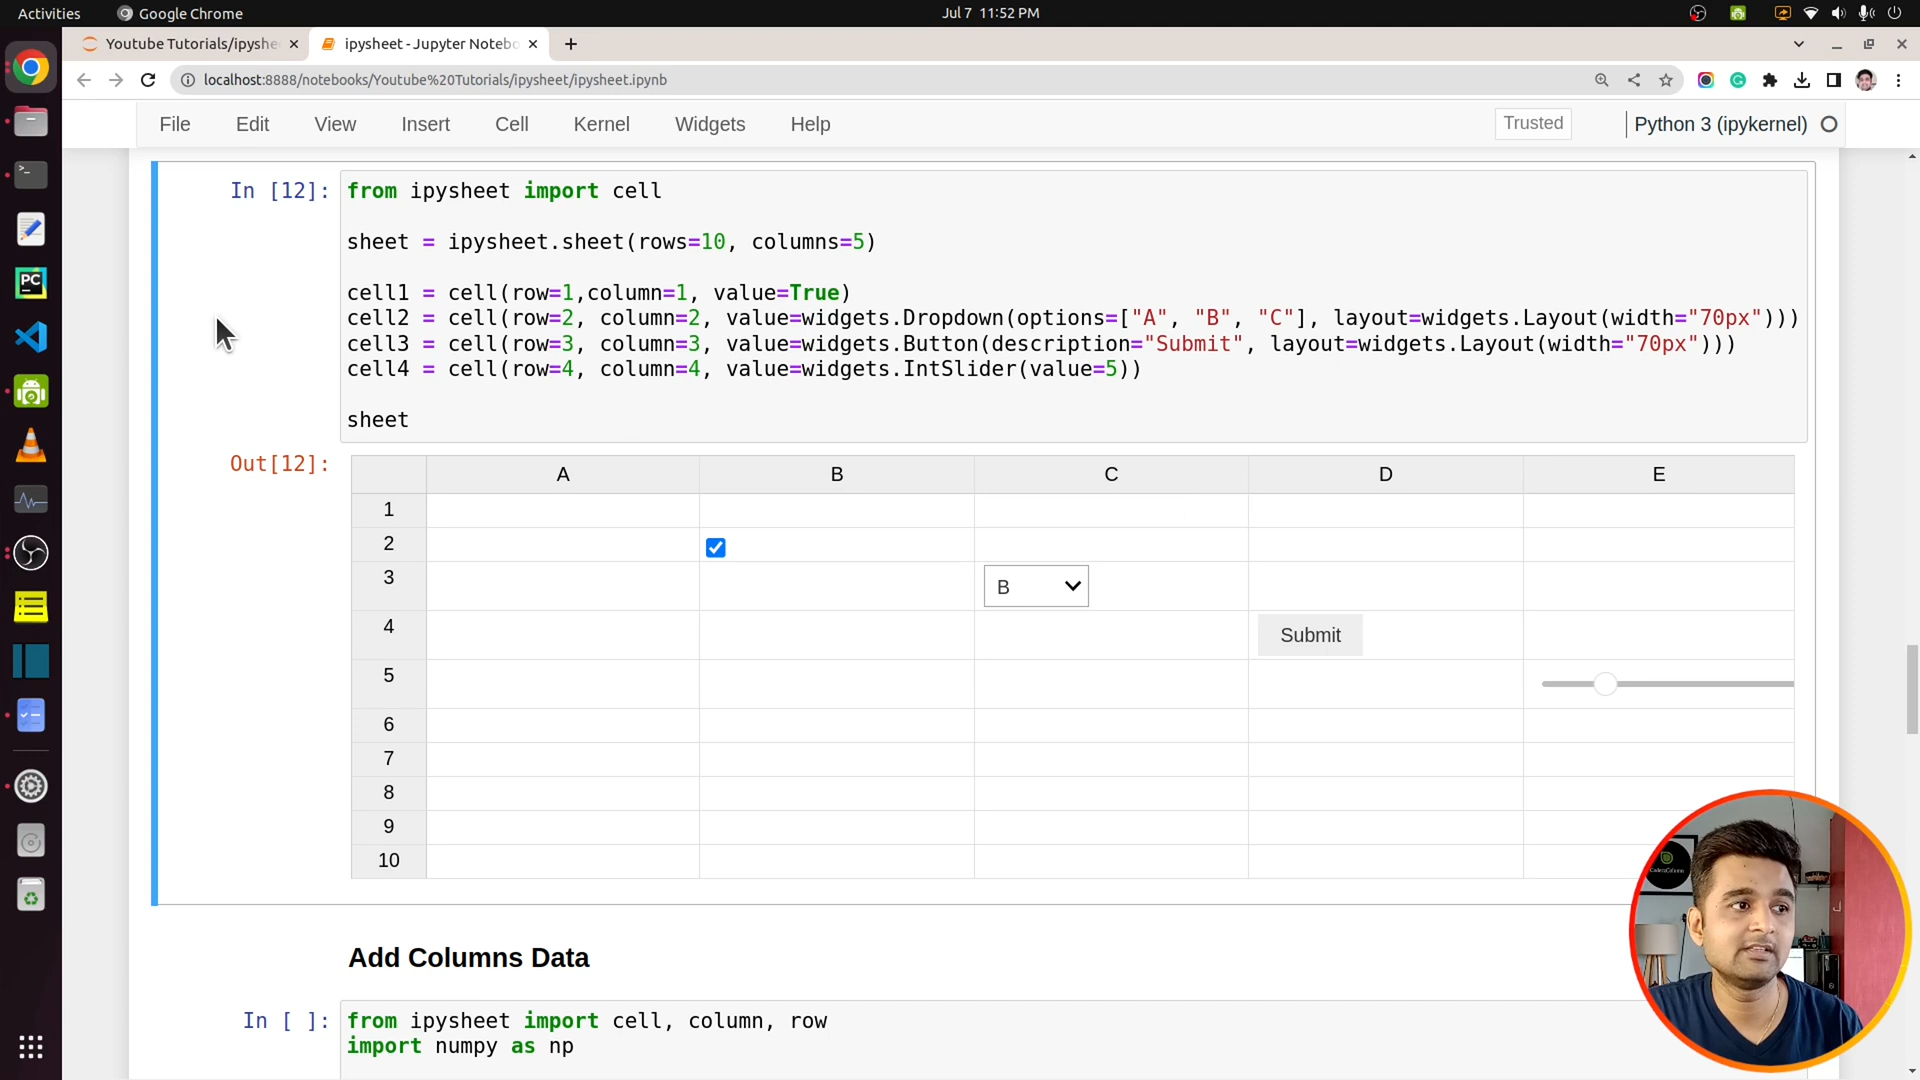 Activities
Google Chrome
Jul 7 11:52 PM
Youtube Tutorials/ipyshe
ipysheet - Jupyter Notebo
localhost:8888/notebooks/Youtube%20Tutorials/ipysheet/ipysheet.ipynb
File Edit View Insert Cell Kernel Widgets Help
Trusted
Python 3 (ipykernel)
In [12]:
from ipysheet import cell
sheet = ipysheet.sheet(rows=10, columns=5)
cell1 = cell(row=1,column=1, value=True)
cell2 = cell(row=2, column=2, value=widgets.Dropdown(options=["A", "B", "C"], layout=widgets.Layout(width="70px")))
cell3 = cell(row=3, column=3, value=widgets.Button(description="Submit", layout=widgets.Layout(width="70px")))
cell4 = cell(row=4, column=4, value=widgets.IntSlider(value=5))
sheet
Out[12]:
A B C D E
1
2
3 B
4 Submit
5
6
7
8
9
10
Add Columns Data
In [ ]:
from ipysheet import cell, column, row
import numpy as np
PC